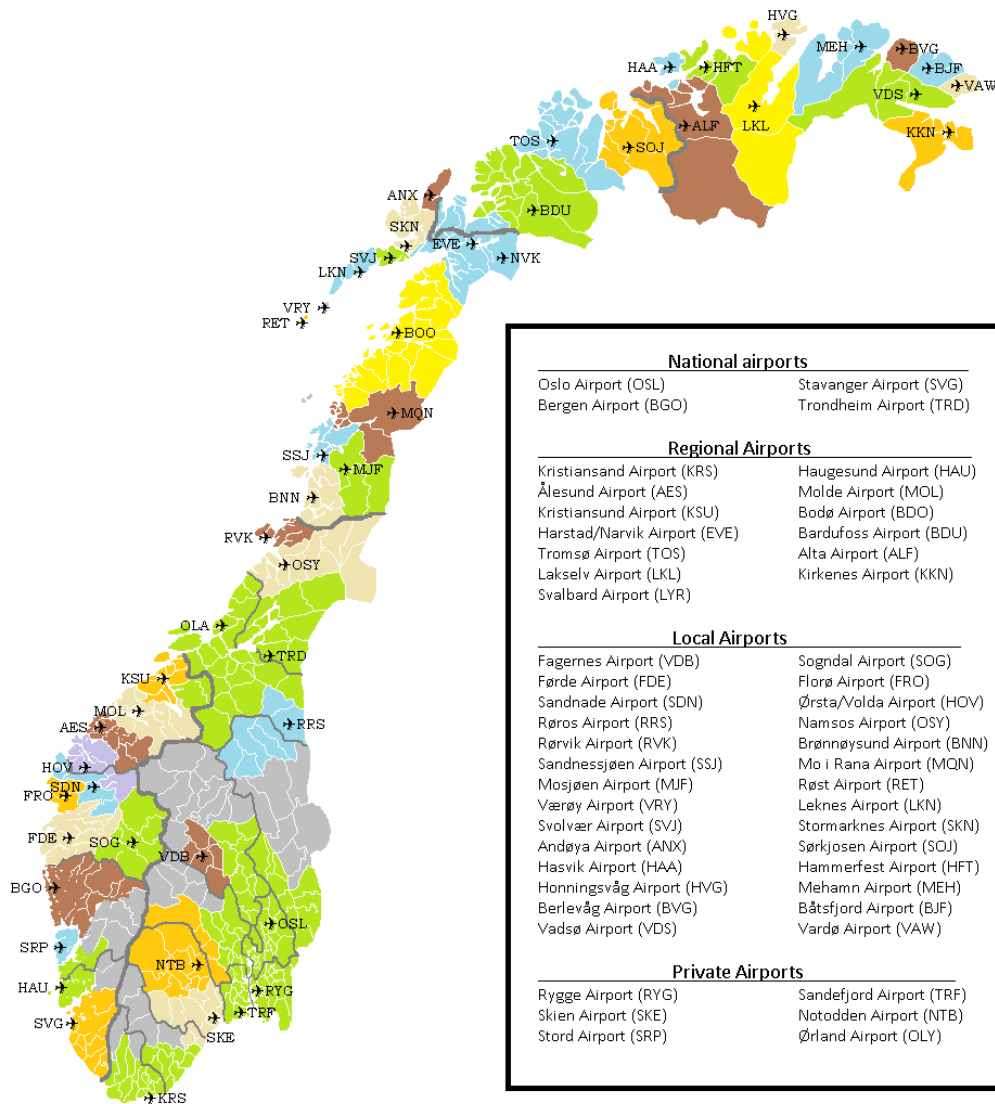 HVG
MEH
BVG
HAA
HFT
BJF
VDS
VAW
LKL
ALF
KKN
TOS
SOJ
ANX
BDU
SKN
EVE
SVJ
NVK
LKN
VRY
RET
BOO
MQN
SSJ
MJF
BNN
RVK
OSY
OLA
TRD
KSU
MOL
AES
RRS
HOV
SDN
FRO
FDE
SOG
VDB
BGO
OSL
SRP
NTB
HAU
RYG
TRF
SVG
SKE
KRS
National airports
Oslo Airport (OSL) Stavanger Airport (SVG)
Bergen Airport (BGO) Trondheim Airport (TRD)
Regional Airports
Kristiansand Airport (KRS) Haugesund Airport (HAU)
Ålesund Airport (AES) Molde Airport (MOL)
Kristiansund Airport (KSU) Bodø Airport (BDO)
Harstad/Narvik Airport (EVE) Bardufoss Airport (BDU)
Tromsø Airport (TOS) Alta Airport (ALF)
Lakselv Airport (LKL) Kirkenes Airport (KKN)
Svalbard Airport (LYR)
Local Airports
Fagernes Airport (VDB) Sogndal Airport (SOG)
Førde Airport (FDE) Florø Airport (FRO)
Sandnade Airport (SDN) Ørsta/Volda Airport (HOV)
Røros Airport (RRS) Namsos Airport (OSY)
Rørvik Airport (RVK) Brønnøysund Airport (BNN)
Sandnessjøen Airport (SSJ) Mo i Rana Airport (MQN)
Mosjøen Airport (MJF) Røst Airport (RET)
Værøy Airport (VRY) Leknes Airport (LKN)
Svolvær Airport (SVJ) Stormarknes Airport (SKN)
Andøya Airport (ANX) Sørkjosen Airport (SOJ)
Hasvik Airport (HAA) Hammerfest Airport (HFT)
Honningsvåg Airport (HVG) Mehamn Airport (MEH)
Berlevåg Airport (BVG) Båtsfjord Airport (BJF)
Vadsø Airport (VDS) Vardø Airport (VAW)
Private Airports
Rygge Airport (RYG) Sandefjord Airport (TRF)
Skien Airport (SKE) Notodden Airport (NTB)
Stord Airport (SRP) Ørland Airport (OLY)